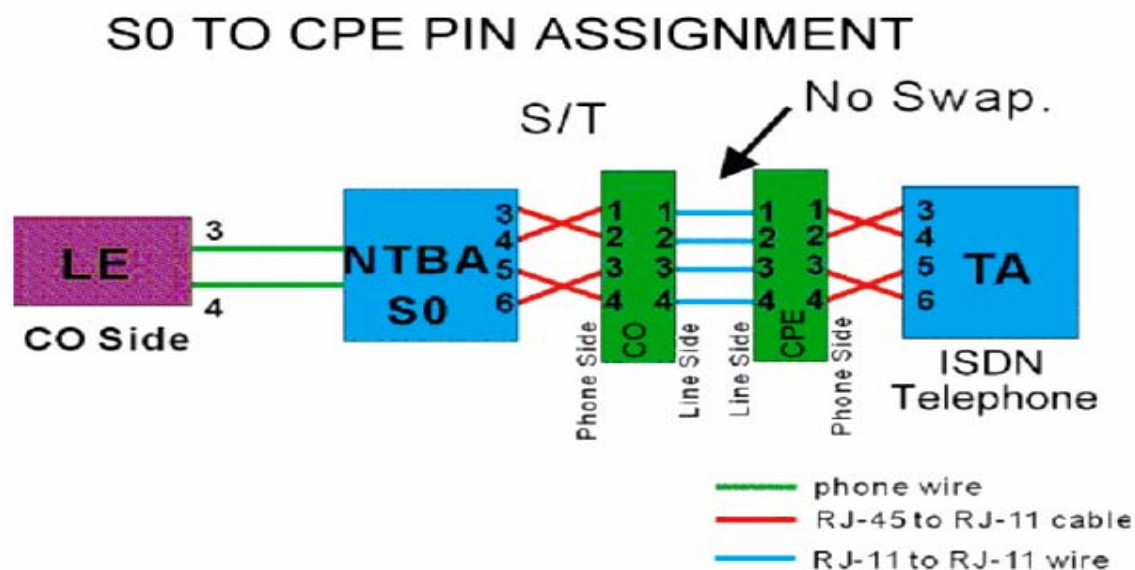 S0 TO CPE PIN ASSIGNMENT
No Swap.
S/T
3
4
LE
CO Side
NTBA
S0
3
4
5
6
1
2
3
4
CO
Phone Side
1
2
3
4
Line Side
1
2
3
4
Line Side
CPE
1
2
3
4
Phone Side
3
4
5
6
TA
ISDN
Telephone
phone wire
RJ-45 to RJ-11 cable
RJ-11 to RJ-11 wire